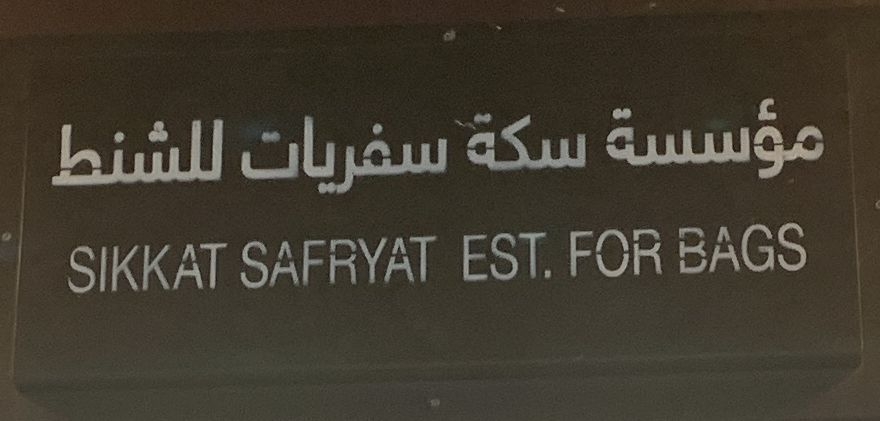 مؤسسة سكة سفريات للشنط
SIKKAT SAFRYAT EST. FOR BAGS